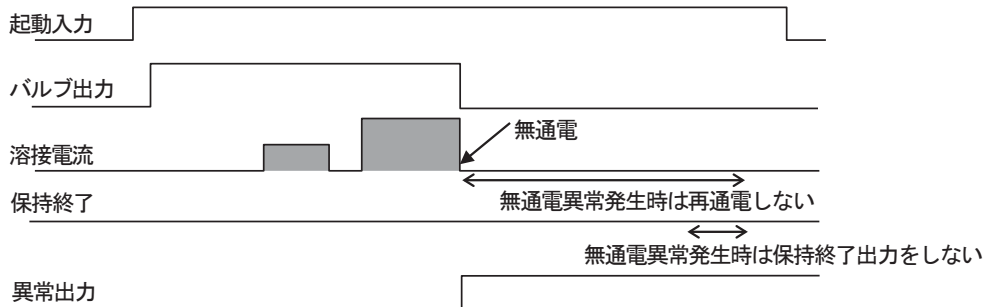 起動入力
バルブ出力
無通電
溶接電流
無通電異常発生時は再通電しない
保持終了
無通電異常発生時は保持終了出力をしない
異常出力